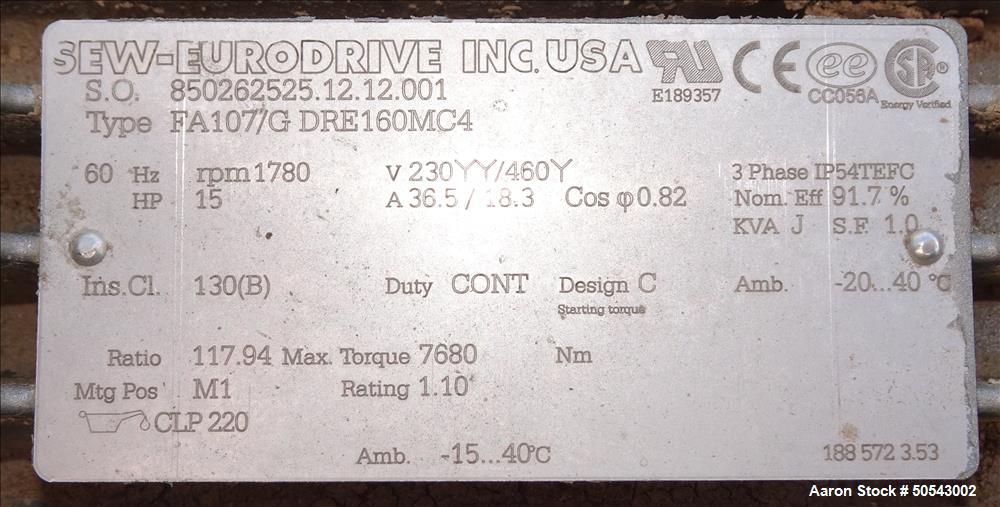 SEW-EURODRIVE INC. USA
UR CE ee SA®
E189357 CC056A Energy Verified
S.O. 850262525.12.12.001
Type FA107/G DRE160MC4
60 Hz rpm 1780 V 230YY/460Y 3 Phase IP54TEFC
HP 15 A 36.5 / 18.3 Cos φ 0.82 Nom. Eff 91.7 %
KVA J S.F. 1.0
Ins.Cl. 130(B) Duty CONT Design C Amb. -20...40 °C
Starting torque
Ratio 117.94 Max. Torque 7680 Nm
Mtg Pos M1 Rating 1.10
CLP 220
Amb. -15...40°C 188 572 3.53
Aaron Stock # 50543002